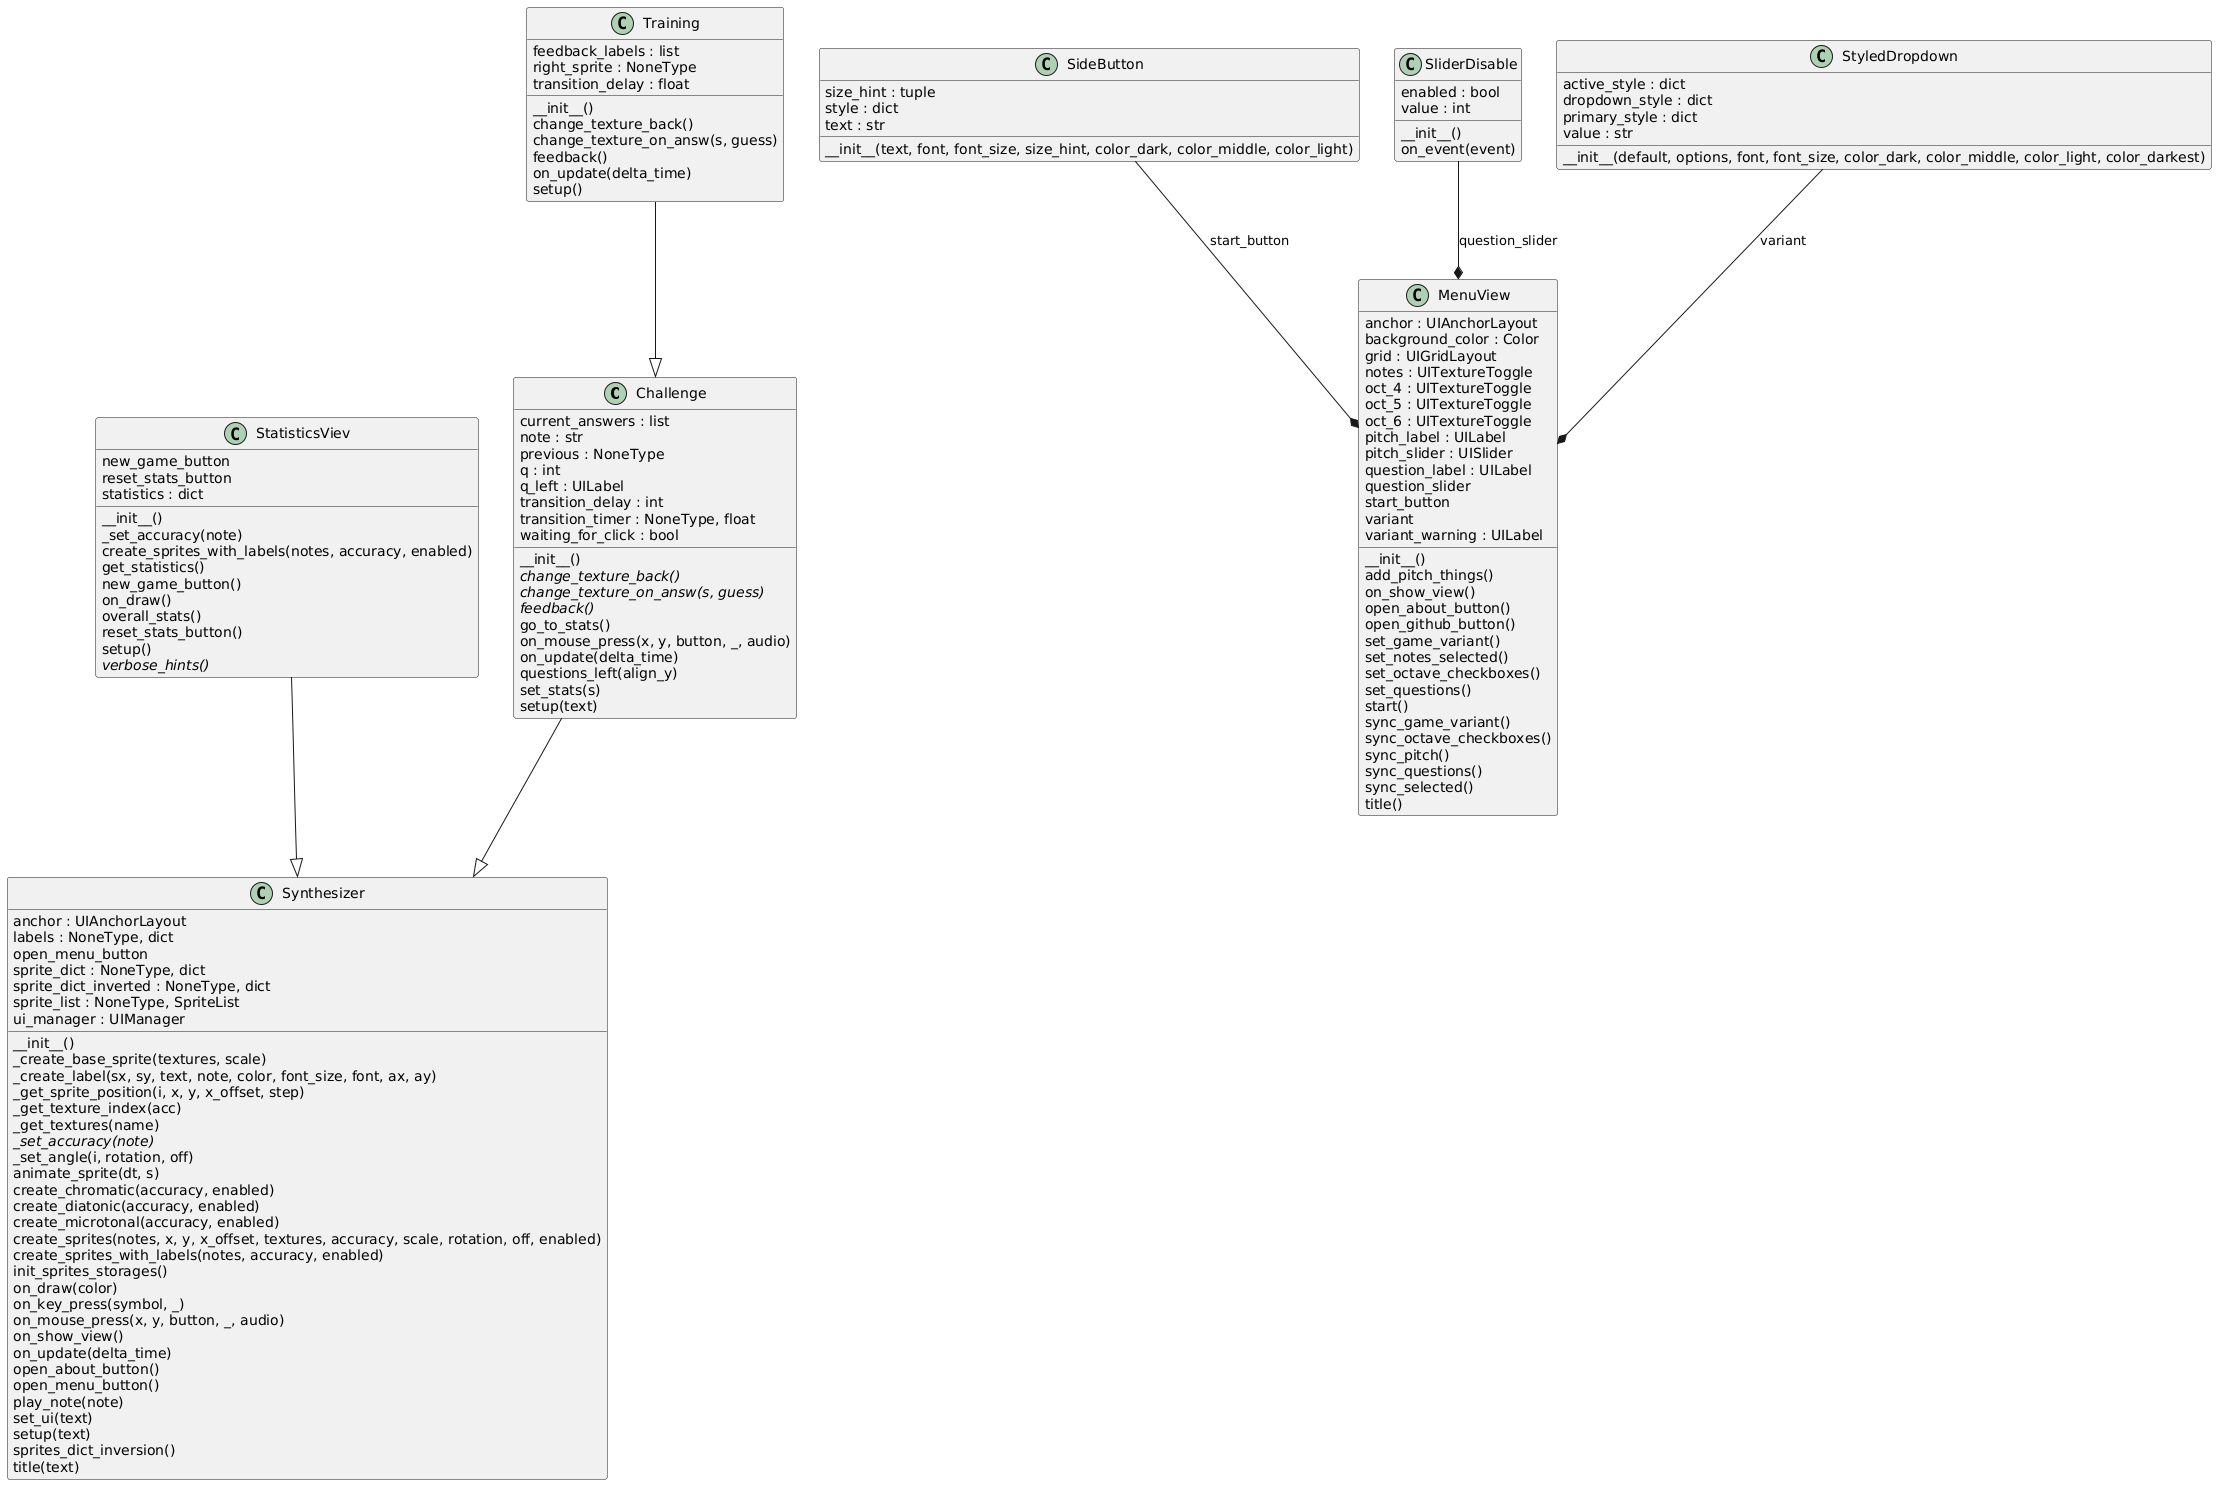 C Training
feedback_labels : list
right_sprite : NoneType
transition_delay : float
__init__()
change_texture_back()
change_texture_on_answ(s, guess)
feedback()
on_update(delta_time)
setup()
C SideButton
size_hint : tuple
style : dict
text : str
__init__(text, font, font_size, size_hint, color_dark, color_middle, color_light)
C SliderDisable
enabled : bool
value : int
__init__()
on_event(event)
C StyledDropdown
active_style : dict
dropdown_style : dict
primary_style : dict
value : str
__init__(default, options, font, font_size, color_dark, color_middle, color_light, color_darkest)
start_button
question_slider
variant
C MenuView
anchor : UIAnchorLayout
background_color : Color
grid : UIGridLayout
notes : UITextureToggle
oct_4 : UITextureToggle
oct_5 : UITextureToggle
oct_6 : UITextureToggle
pitch_label : UILabel
pitch_slider : UISlider
question_label : UILabel
question_slider
start_button
variant
variant_warning : UILabel
__init__()
add_pitch_things()
on_show_view()
open_about_button()
open_github_button()
set_game_variant()
set_notes_selected()
set_octave_checkboxes()
set_questions()
start()
sync_game_variant()
sync_octave_checkboxes()
sync_pitch()
sync_questions()
sync_selected()
title()
C Challenge
current_answers : list
note : str
previous : NoneType
q : int
q_left : UILabel
transition_delay : int
transition_timer : NoneType, float
waiting_for_click : bool
__init__()
change_texture_back()
change_texture_on_answ(s, guess)
feedback()
go_to_stats()
on_mouse_press(x, y, button, _, audio)
on_update(delta_time)
questions_left(align_y)
set_stats(s)
setup(text)
C StatisticsViev
new_game_button
reset_stats_button
statistics : dict
__init__()
_set_accuracy(note)
create_sprites_with_labels(notes, accuracy, enabled)
get_statistics()
new_game_button()
on_draw()
overall_stats()
reset_stats_button()
setup()
verbose_hints()
C Synthesizer
anchor : UIAnchorLayout
labels : NoneType, dict
open_menu_button
sprite_dict : NoneType, dict
sprite_dict_inverted : NoneType, dict
sprite_list : NoneType, SpriteList
ui_manager : UIManager
__init__()
_create_base_sprite(textures, scale)
_create_label(sx, sy, text, note, color, font_size, font, ax, ay)
_get_sprite_position(i, x, y, x_offset, step)
_get_texture_index(acc)
_get_textures(name)
_set_accuracy(note)
_set_angle(i, rotation, off)
animate_sprite(dt, s)
create_chromatic(accuracy, enabled)
create_diatonic(accuracy, enabled)
create_microtonal(accuracy, enabled)
create_sprites(notes, x, y, x_offset, textures, accuracy, scale, rotation, off, enabled)
create_sprites_with_labels(notes, accuracy, enabled)
init_sprites_storages()
on_draw(color)
on_key_press(symbol, _)
on_mouse_press(x, y, button, _, audio)
on_show_view()
on_update(delta_time)
open_about_button()
open_menu_button()
play_note(note)
set_ui(text)
setup(text)
sprites_dict_inversion()
title(text)